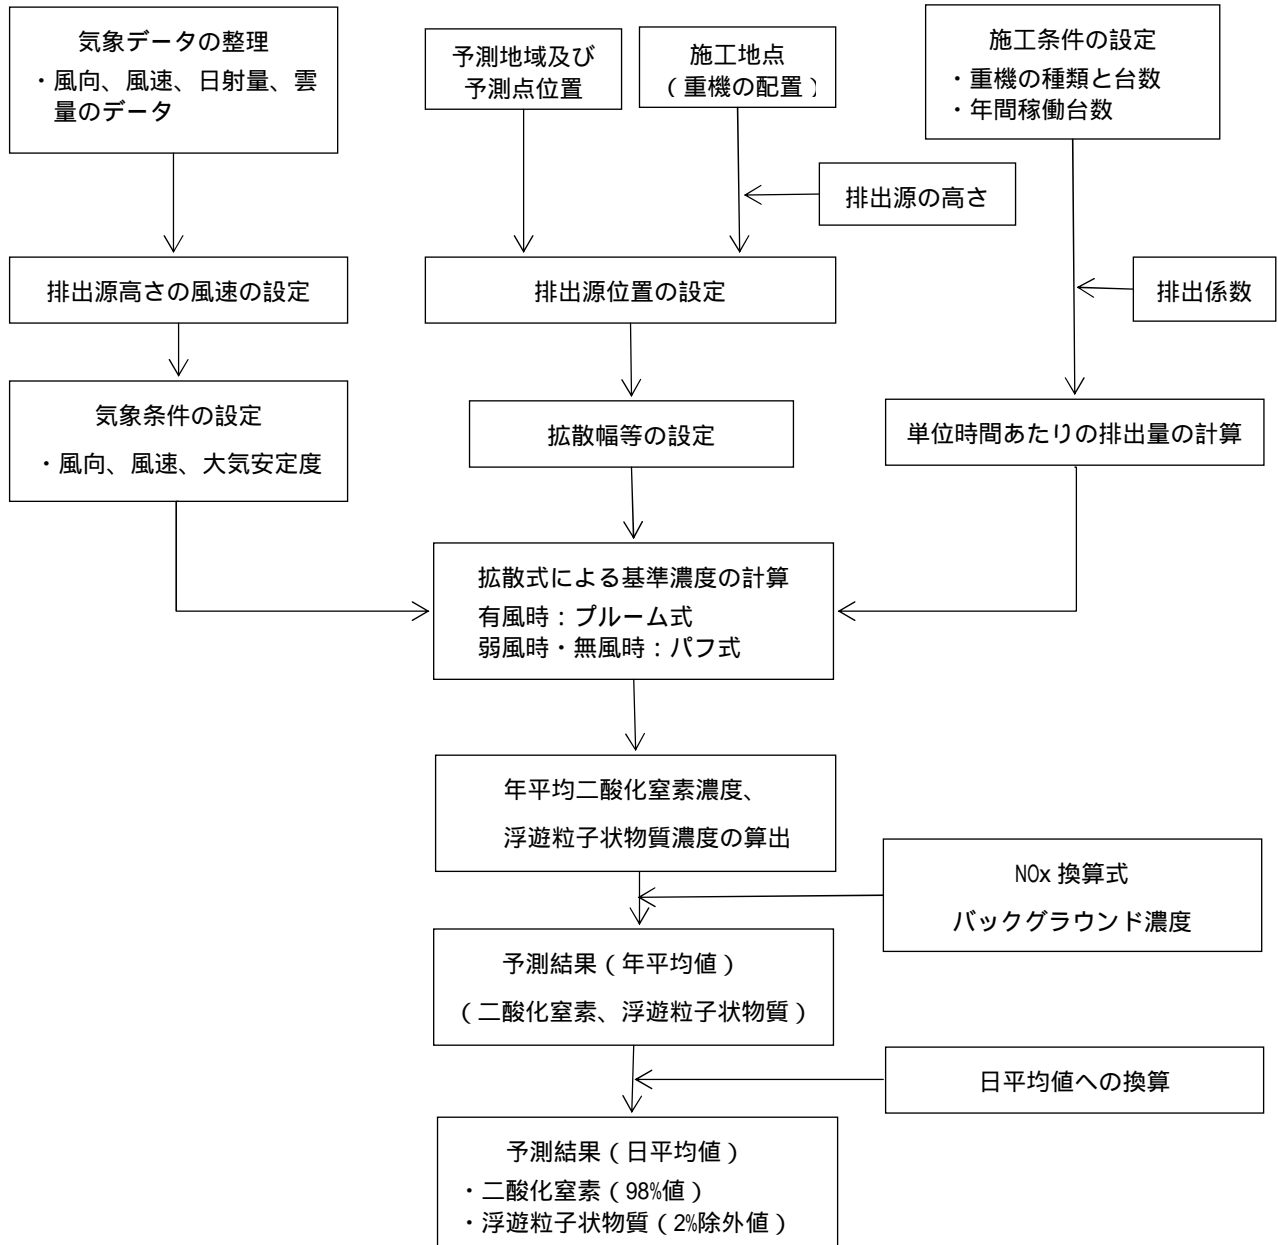 気象データの整理
・風向、風速、日射量、雲
量のデータ
予測地域及び
予測点位置
施工地点
(重機の配置)
施工条件の設定
・重機の種類と台数
・年間稼働台数
排出源の高さ
排出源高さの風速の設定
排出源位置の設定
排出係数
気象条件の設定
・風向、風速、大気安定度
拡散幅等の設定
単位時間あたりの排出量の計算
拡散式による基準濃度の計算
有風時:プルーム式
弱風時・無風時:パフ式
年平均二酸化窒素濃度、
浮遊粒子状物質濃度の算出
NOx 換算式
バックグラウンド濃度
予測結果(年平均値)
(二酸化窒素、浮遊粒子状物質)
日平均値への換算
予測結果(日平均値)
・二酸化窒素(98%値)
・浮遊粒子状物質(2%除外値)